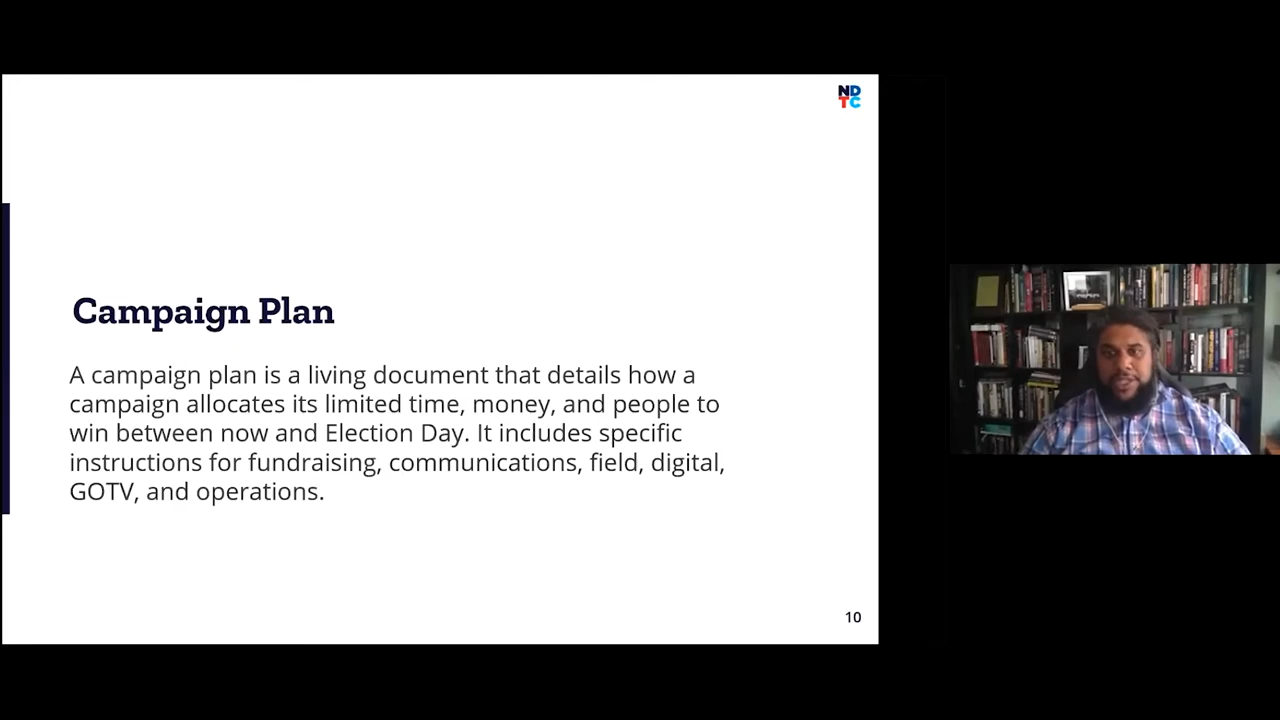 ND
TC
Campaign Plan
A campaign plan is a living document that details how a
campaign allocates its limited time, money, and people to
win between now and Election Day. It includes specific
instructions for fundraising, communications, field, digital,
GOTV, and operations.
10